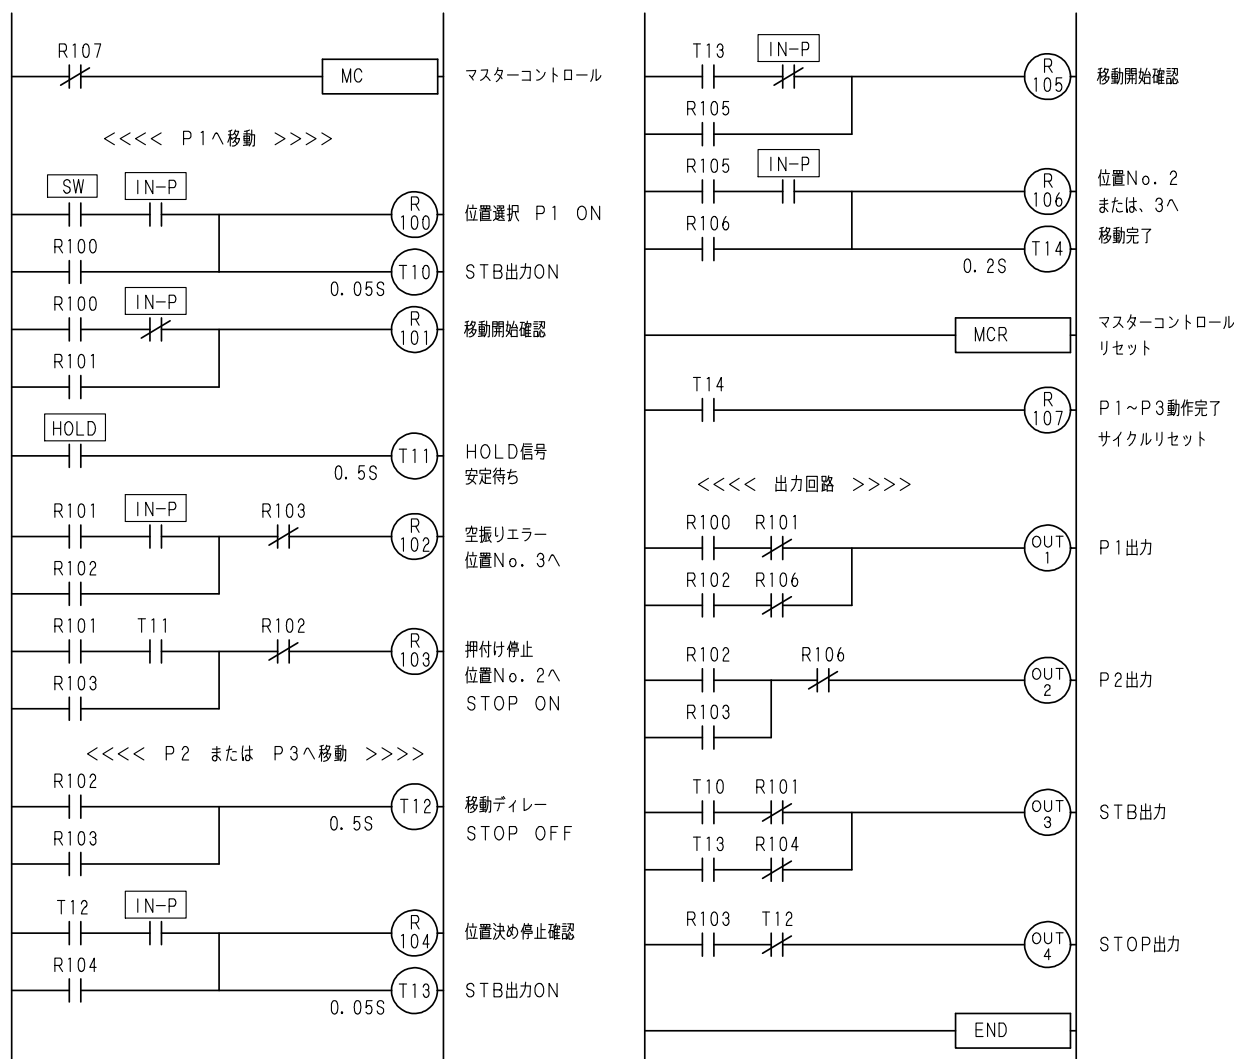 R107
MC マスターコントロール
<<<< P1へ移動 >>>>
SW IN-P
R 100 位置選択 P1 ON
R100
T10 STB出力ON
0.05S
R100 IN-P
R 101 移動開始確認
R101
HOLD
T11 HOLD信号
0.5S 安定待ち
R101 IN-P R103
R 102 空振りエラー
位置No.3へ
R102
R101 T11 R102
R 103 押付け停止
位置No.2へ
R103
STOP ON
<<<< P2 または P3へ移動 >>>>
R102
T12 移動ディレー
0.5S STOP OFF
R103
T12 IN-P
R 104 位置決め停止確認
R104
T13 STB出力ON
0.05S
T13 IN-P
R 105 移動開始確認
R105
R105 IN-P
R 106 位置No.2
または、3へ
R106
移動完了
T14
0.2S
MCR マスターコントロール
リセット
T14
R 107 P1~P3動作完了
サイクルリセット
<<<< 出力回路 >>>>
R100 R101
OUT 1 P1出力
R102 R106
R102 R106
OUT 2 P2出力
R103
T10 R101
OUT 3 STB出力
T13 R104
R103 T12
OUT 4 STOP出力
END